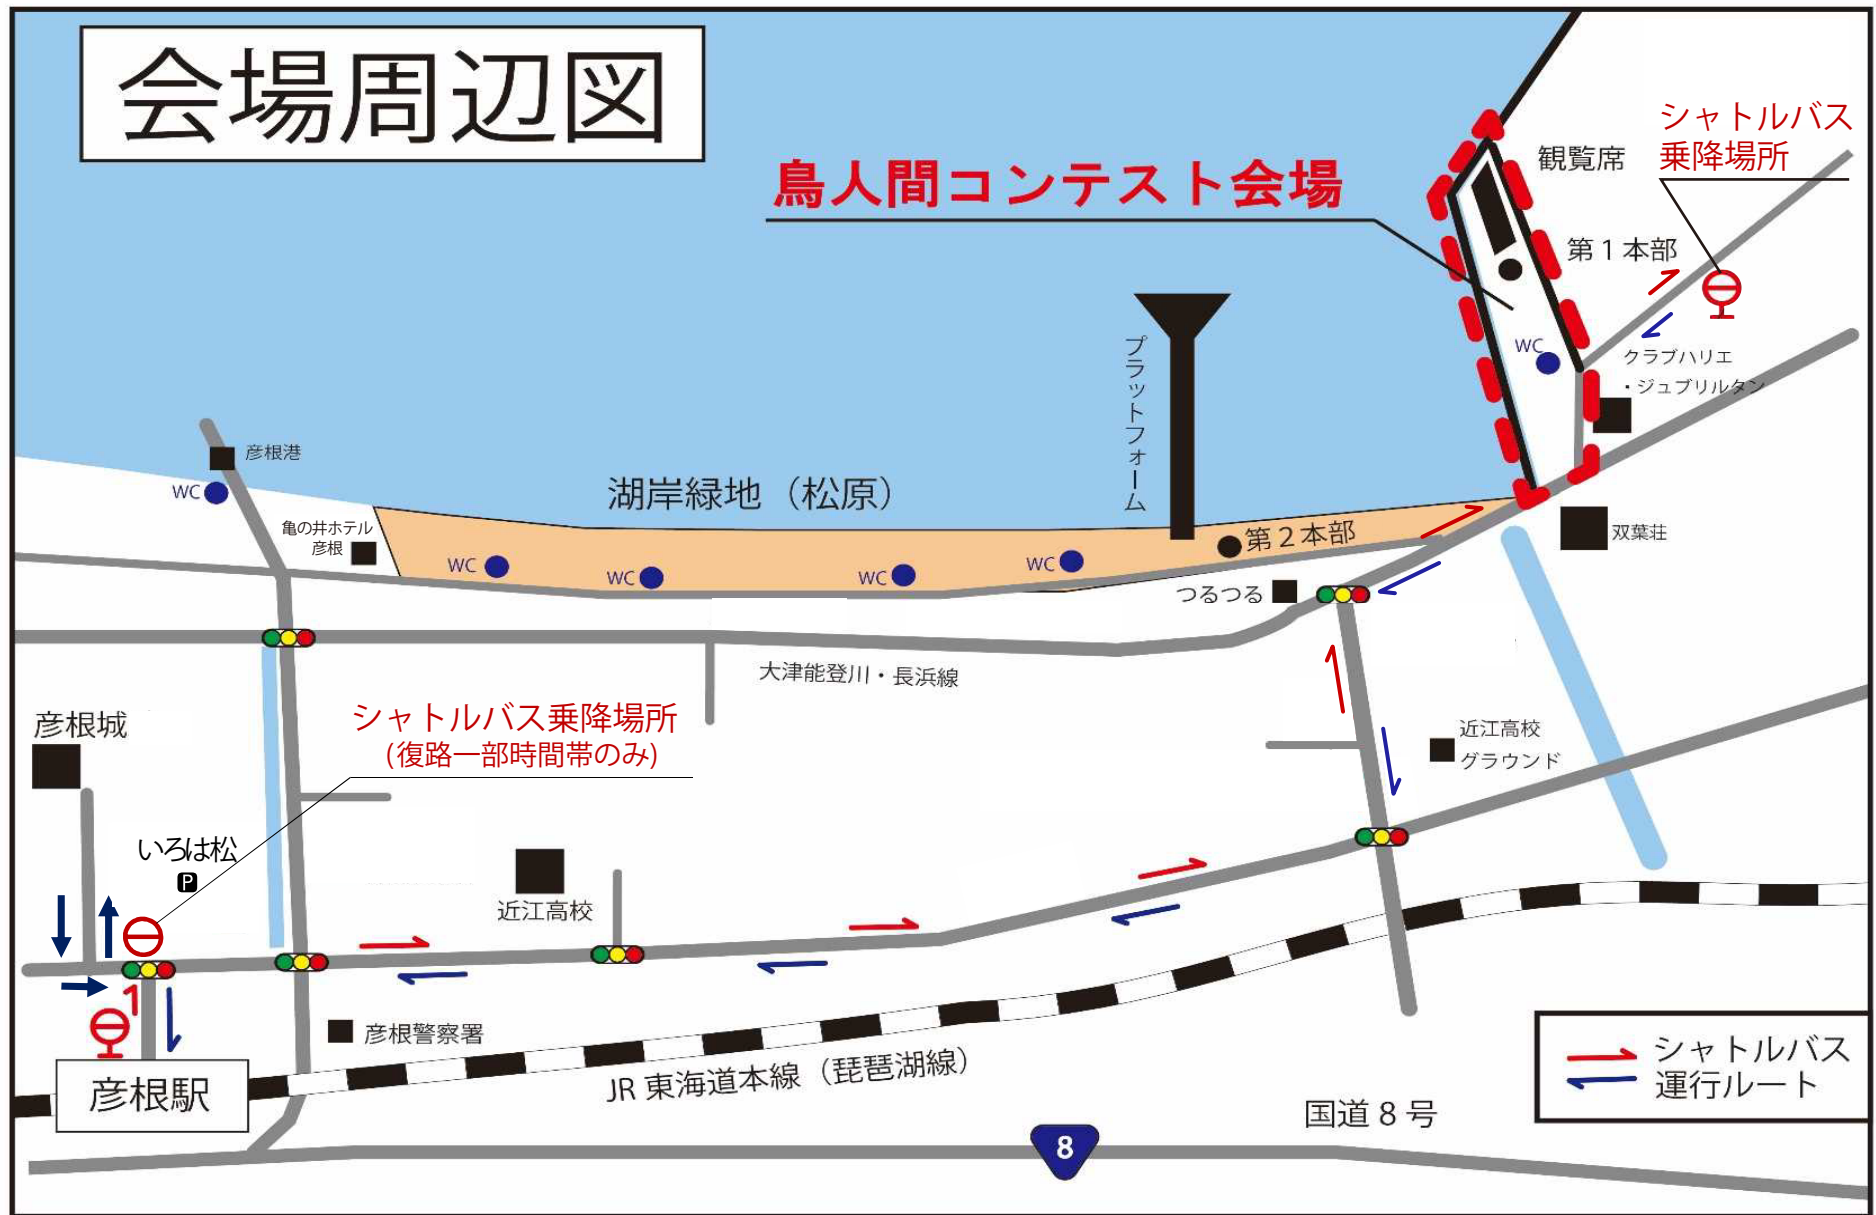 会場周辺図
シャトルバス
乗降場所
観覧席
鳥人間コンテスト会場
第1本部
プラットフォーム
WC
クラブハリエ
・ジュブリルタン
彦根港
WC
湖岸緑地（松原）
亀の井ホテル
彦根
第2本部
双葉荘
WC
WC
WC
WC
つるつる
大津能登川・長浜線
彦根城
シャトルバス乗降場所
(復路一部時間帯のみ)
近江高校
グラウンド
いろは松
P
近江高校
彦根警察署
彦根駅
JR 東海道本線（琵琶湖線）
シャトルバス
運行ルート
国道8号
8